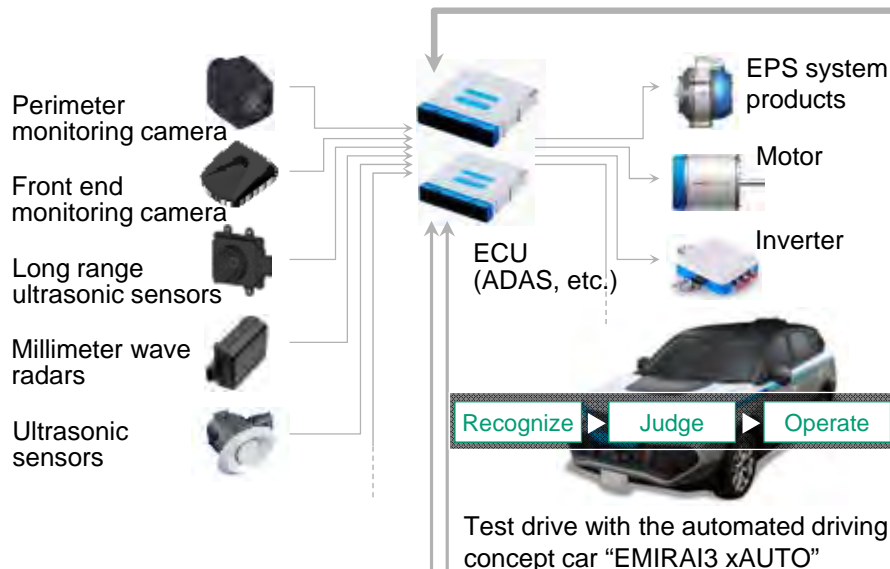 Perimeter
monitoring camera
Front end
monitoring camera
Long range
ultrasonic sensors
Millimeter wave
radars
Ultrasonic
sensors
ECU
(ADAS, etc.)
EPS system
products
Motor
Inverter
Recognize
Judge
Operate
Test drive with the automated driving
concept car “EMIRAI3 xAUTO”